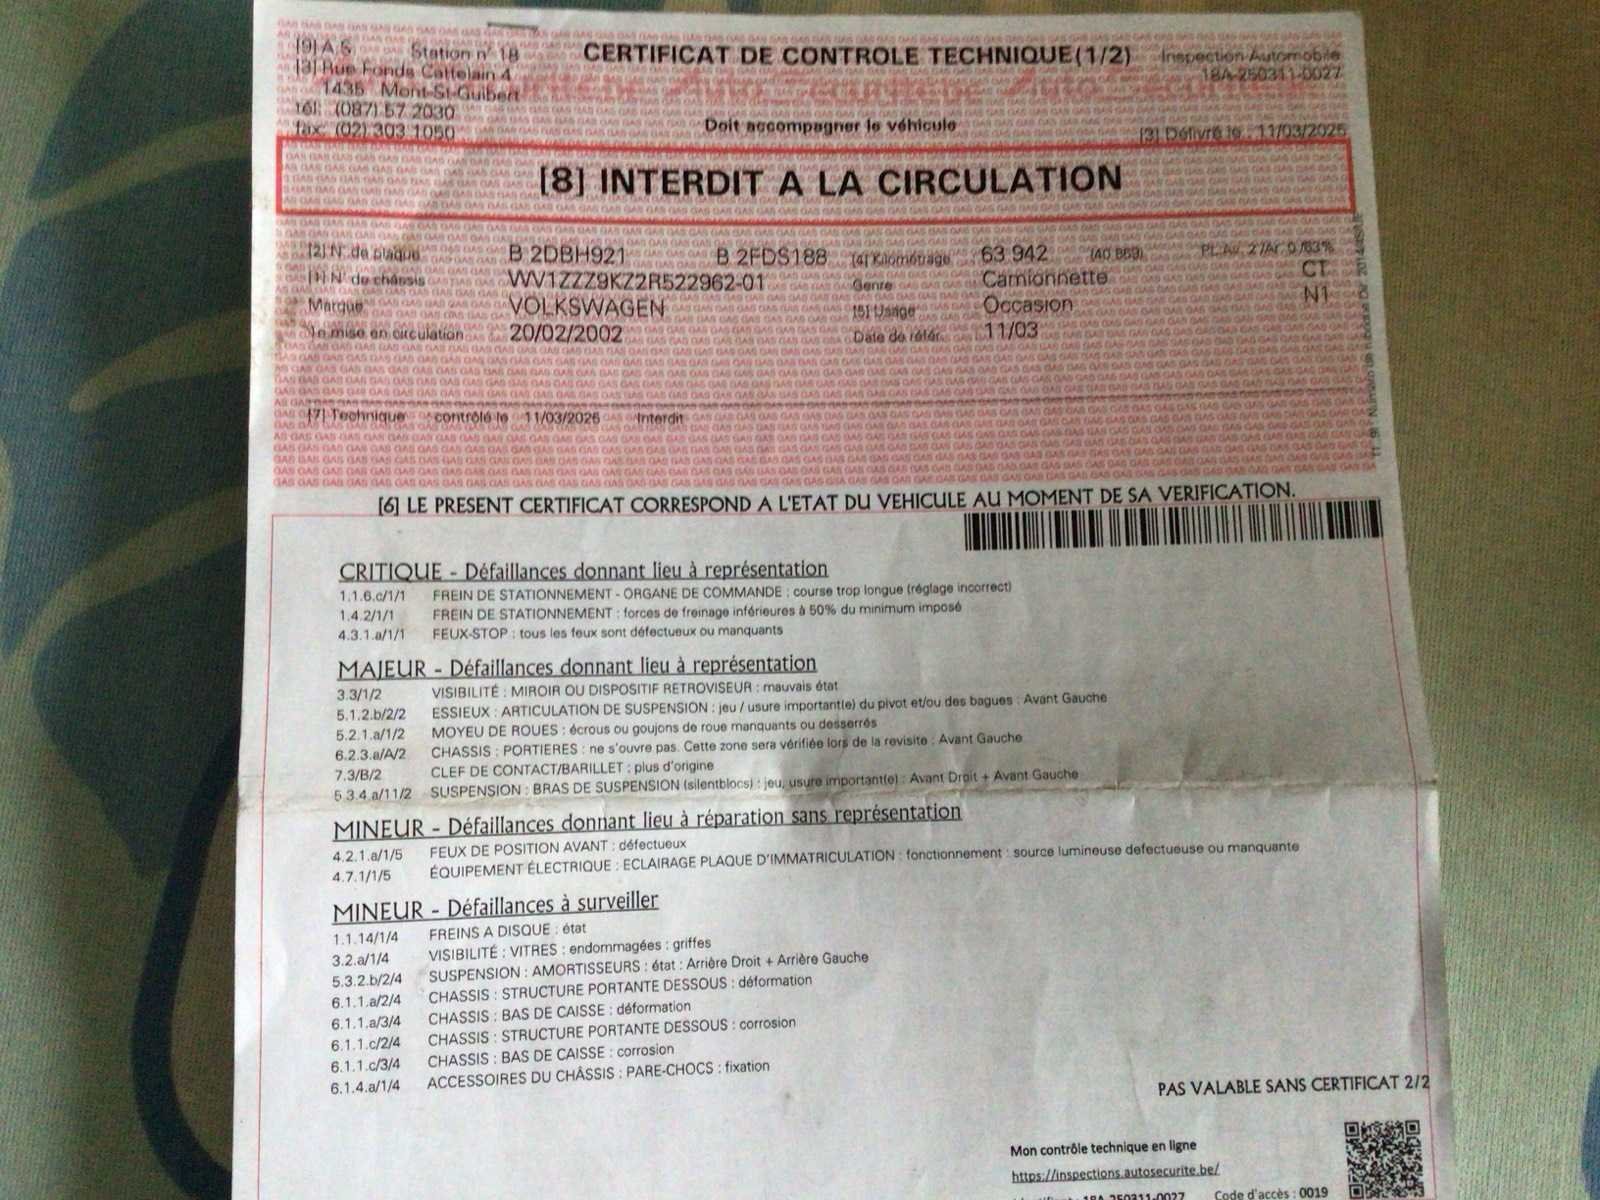 [9] A.S. Station n° 18 CERTIFICAT DE CONTROLE TECHNIQUE(1/2) Inspection Automobile
[3] Rue Fonds Cattelain 4 18A-250311-0027
1435 Mont-St-Guibert
tél: (087) 57 2030 Doit accompagner le véhicule
fax: (02) 303 1050 [3] Délivré le : 11/03/2025
[8] INTERDIT A LA CIRCULATION
[2] N° de plaque B 2DBH921 B 2FDS188 [4] Kilométrage 63 942 (40 869)
[1] N° de châssis WV1ZZZ9KZ2R522962-01 Genre Camionnette CT
Marque VOLKSWAGEN [5] Usage Occasion N1
1e mise en circulation 20/02/2002 Date de référ. 11/03
[7] Technique contrôlé le 11/03/2025 Interdit
[6] LE PRESENT CERTIFICAT CORRESPOND A L'ETAT DU VEHICULE AU MOMENT DE SA VERIFICATION.
CRITIQUE - Défaillances donnant lieu à représentation
1.1.6.c/1/1 FREIN DE STATIONNEMENT - ORGANE DE COMMANDE : course trop longue (réglage incorrect)
1.4.2/1/1 FREIN DE STATIONNEMENT : forces de freinage inférieures à 50% du minimum imposé
4.3.1.a/1/1 FEUX-STOP : tous les feux sont défectueux ou manquants
MAJEUR - Défaillances donnant lieu à représentation
3.3/1/2 VISIBILITÉ : MIROIR OU DISPOSITIF RETROVISEUR : mauvais état
5.1.2.b/2/2 ESSIEUX : ARTICULATION DE SUSPENSION : jeu / usure important(e) du pivot et/ou des bagues : Avant Gauche
5.2.1.a/1/2 MOYEU DE ROUES : écrous ou goujons de roue manquants ou desserrés
6.2.3.a/A/2 CHASSIS : PORTIERES : ne s'ouvre pas. Cette zone sera vérifiée lors de la revisite : Avant Gauche
7.3/B/2 CLEF DE CONTACT/BARILLET : plus d'origine
5.3.4.a/11/2 SUSPENSION : BRAS DE SUSPENSION (silentblocs) : jeu, usure important(e) : Avant Droit + Avant Gauche
MINEUR - Défaillances donnant lieu à réparation sans représentation
4.2.1.a/1/5 FEUX DE POSITION AVANT : défectueux
4.7.1/1/5 ÉQUIPEMENT ÉLECTRIQUE : ECLAIRAGE PLAQUE D'IMMATRICULATION : fonctionnement : source lumineuse defectueuse ou manquante
MINEUR - Défaillances à surveiller
1.1.14/1/4 FREINS A DISQUE : état
3.2.a/1/4 VISIBILITÉ : VITRES : endommagées : griffes
5.3.2.b/2/4 SUSPENSION : AMORTISSEURS : état : Arrière Droit + Arrière Gauche
6.1.1.a/2/4 CHASSIS : STRUCTURE PORTANTE DESSOUS : déformation
6.1.1.a/3/4 CHASSIS : BAS DE CAISSE : déformation
6.1.1.c/2/4 CHASSIS : STRUCTURE PORTANTE DESSOUS : corrosion
6.1.1.c/3/4 CHASSIS : BAS DE CAISSE : corrosion
6.1.4.a/1/4 ACCESSOIRES DU CHÂSSIS : PARE-CHOCS : fixation
PAS VALABLE SANS CERTIFICAT 2/2
Mon contrôle technique en ligne
https://inspections.autosecurite.be/
18A-250311-0027 Code d'accès : 0019